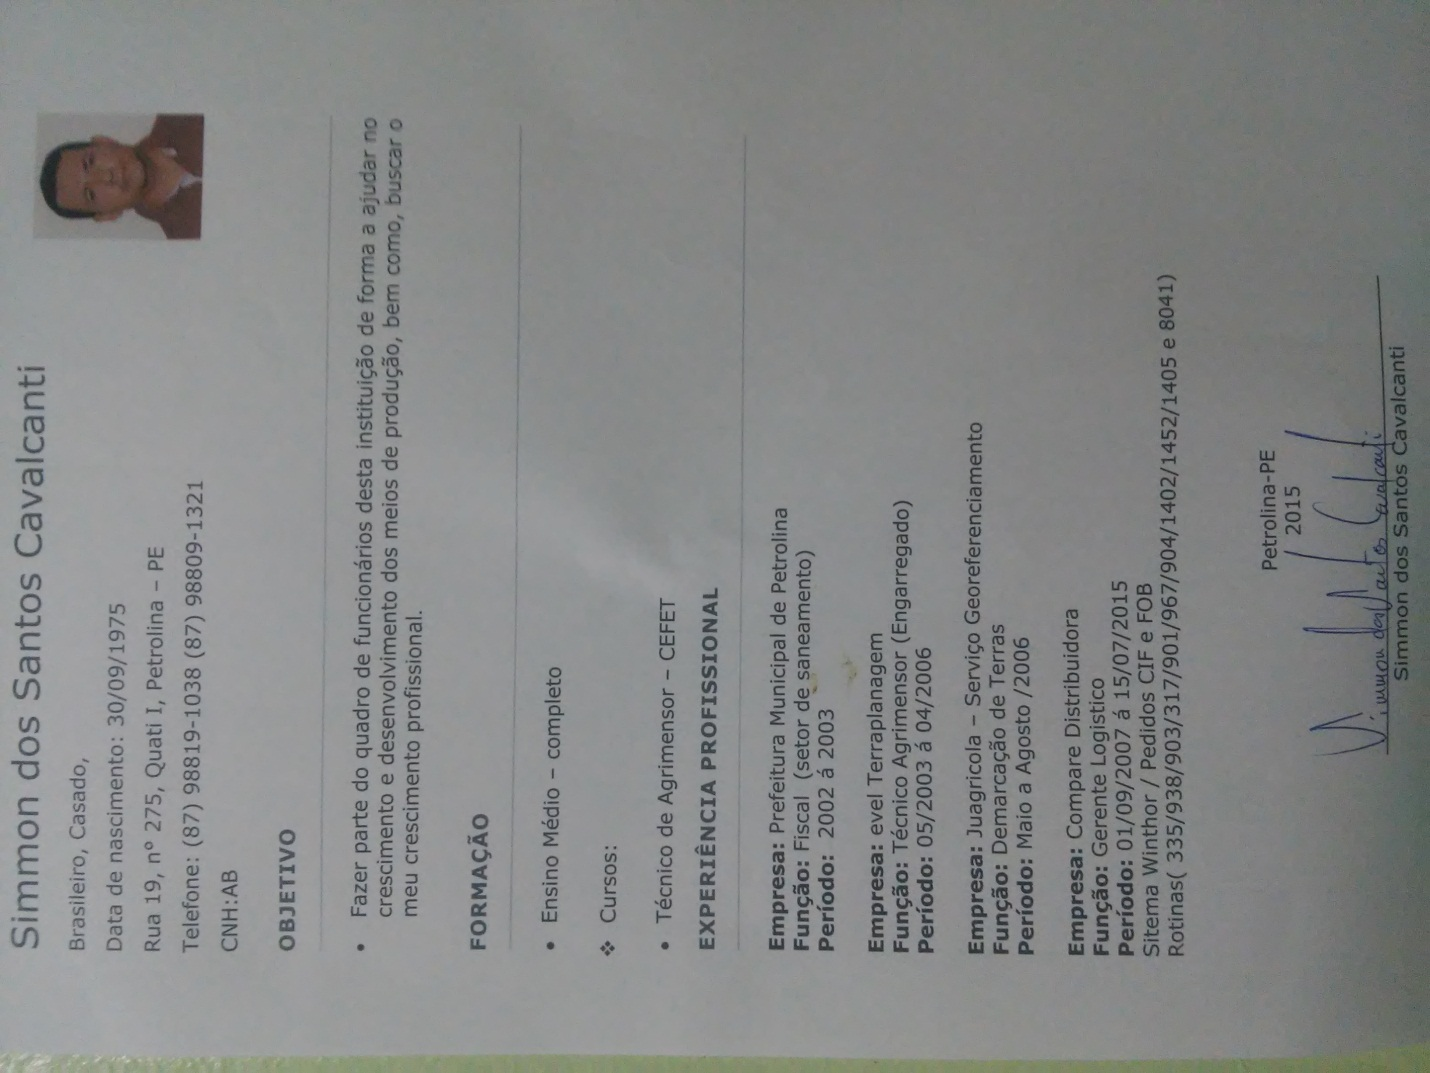 Simmon dos Santos Cavalcanti
Brasileiro, Casado,
Data de nascimento: 30/09/1975
Rua 19, nº 275, Quati I, Petrolina – PE
Telefone: (87) 98819-1038 (87) 98809-1321
CNH:AB
OBJETIVO
• Fazer parte do quadro de funcionários desta instituição de forma a ajudar no
crescimento e desenvolvimento dos meios de produção, bem como, buscar o
meu crescimento profissional.
FORMAÇÃO
• Ensino Médio – completo
❖ Cursos:
• Técnico de Agrimensor – CEFET
EXPERIÊNCIA PROFISSIONAL
Empresa: Prefeitura Municipal de Petrolina
Função: Fiscal (setor de saneamento)
Período: 2002 á 2003
Empresa: evel Terraplanagem
Função: Técnico Agrimensor (Engarregado)
Período: 05/2003 á 04/2006
Empresa: Juagricola – Serviço Georeferenciamento
Função: Demarcação de Terras
Período: Maio a Agosto /2006
Empresa: Compare Distribuidora
Função: Gerente Logistico
Período: 01/09/2007 á 15/07/2015
Sitema Winthor / Pedidos CIF e FOB
Rotinas( 335/938/903/317/901/967/904/1402/1452/1405 e 8041)
Petrolina-PE
2015
Simmon dos Santos Cavalcanti
Simmon dos Santos Cavalcanti